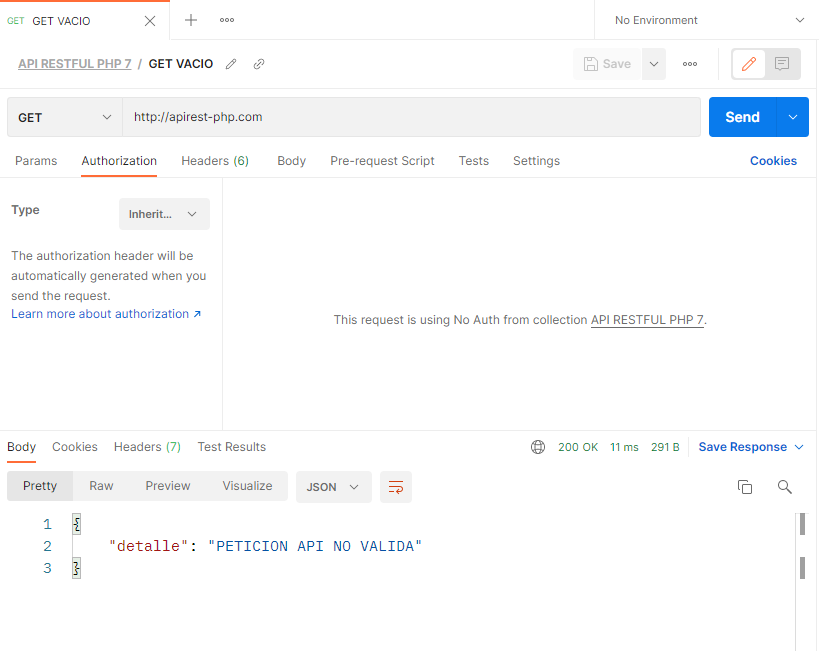 GET GET VACIO
No Environment
API RESTFUL PHP 7 / GET VACIO
Save
GET http://apirest-php.com Send
Params Authorization Headers (6) Body Pre-request Script Tests Settings Cookies
Type Inherit...
The authorization header will be
automatically generated when you
send the request.
Learn more about authorization ↗
This request is using No Auth from collection API RESTFUL PHP 7.
Body Cookies Headers (7) Test Results 200 OK 11 ms 291 B Save Response
Pretty Raw Preview Visualize JSON
1 {
2 "detalle": "PETICION API NO VALIDA"
3 }